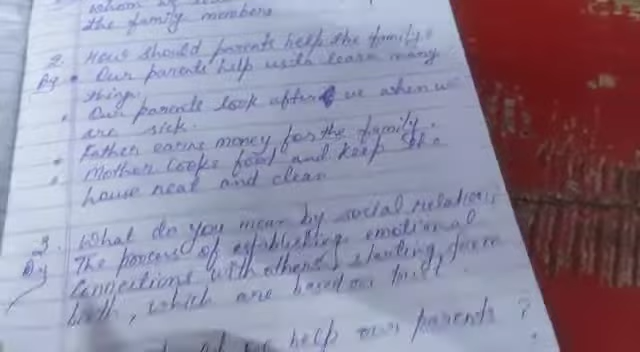 whom we
the family members
2. How should parents help the family?
Our parents help us to learn many
things.
Our parents look after us when we
are sick.
Father earns money for the family.
Mother cooks food and keep the
house neat and clean
3. What do you mean by social relations
The process of establishing emotional
connections with others, starting from
birth, which are based on trust.
we help our parents?